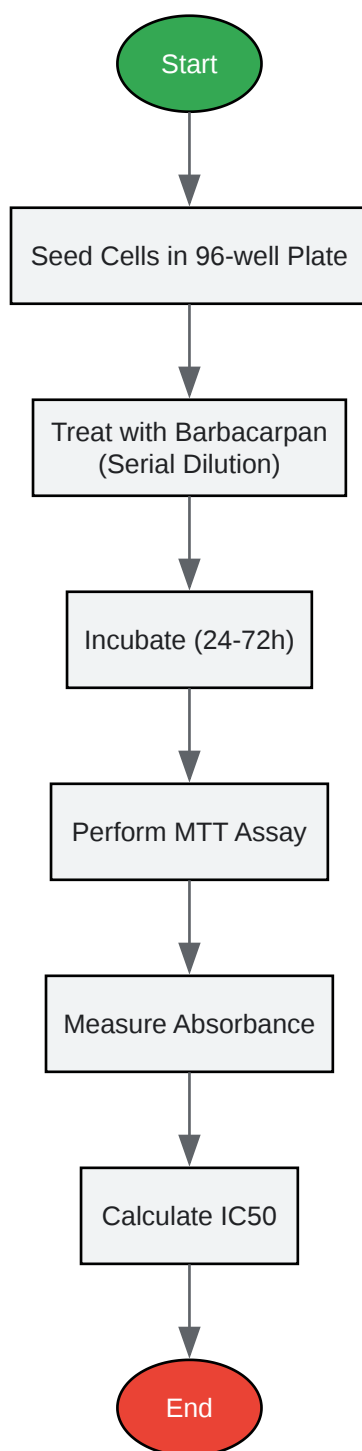 Start
Seed Cells in 96-well Plate
Treat with Barbacarpan
(Serial Dilution)
Incubate (24-72h)
Perform MTT Assay
Measure Absorbance
Calculate IC50
End